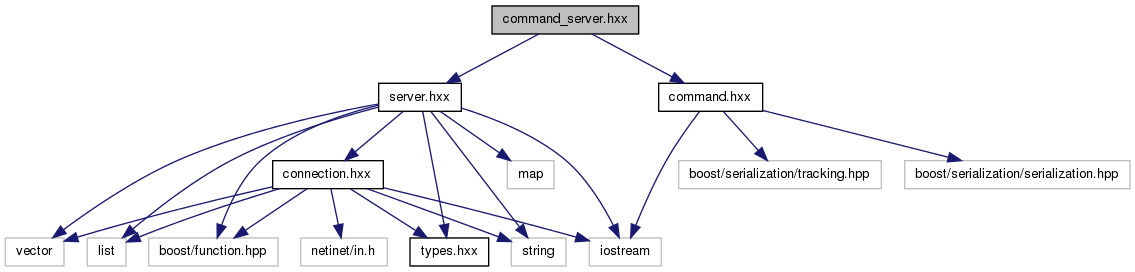 command_server.hxx
server.hxx
command.hxx
connection.hxx
map
boost/serialization/tracking.hpp
boost/serialization/serialization.hpp
vector
list
boost/function.hpp
netinet/in.h
types.hxx
string
iostream